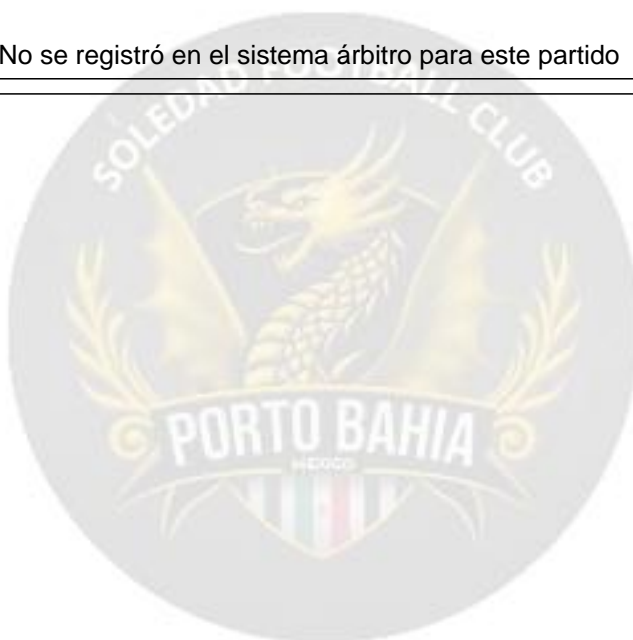 No se registró en el sistema árbitro para este partido
SOLEDAD FOOTBALL CLUB
PORTO BAHIA
MEXICO